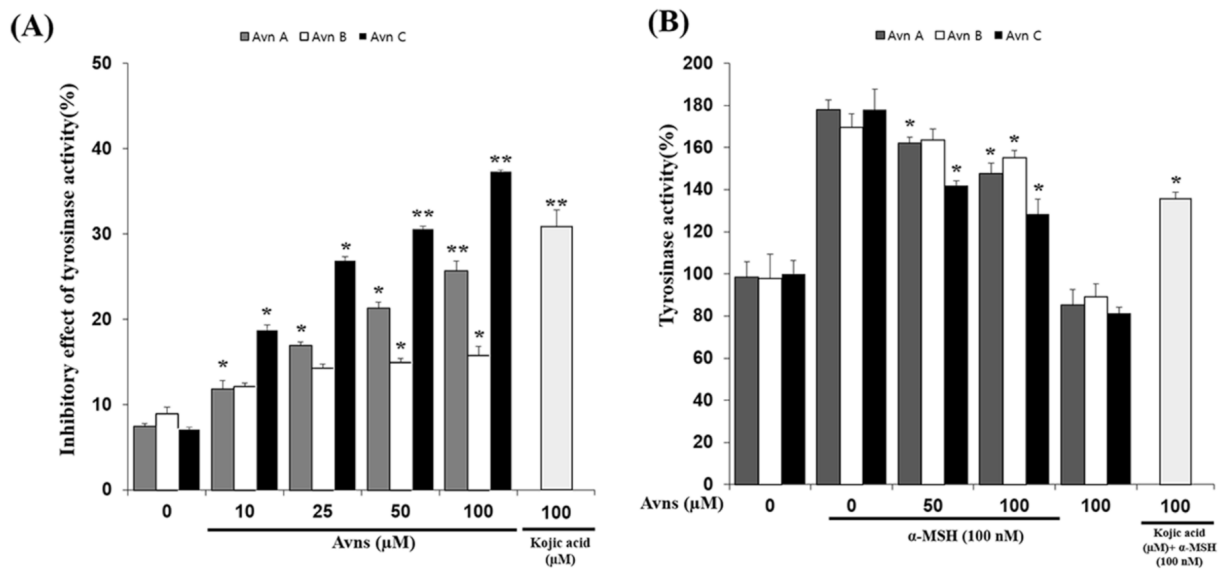 (A)
Avn A Avn B Avn C
Inhibitory effect of tyrosinase activity(%)
50
40
30
20
10
0
* * * * * * * ** ** * ** **
0 10 25 50 100 100
Avns (μM)
Kojic acid
(μM)
(B)
Avn A Avn B Avn C
Tyrosinase activity(%)
200
180
160
140
120
100
80
60
40
20
0
* * * * * *
Avns (μM) 0 0 50 100 100 100
α-MSH (100 nM)
Kojic acid
(μM)+ α-MSH
(100 nM)